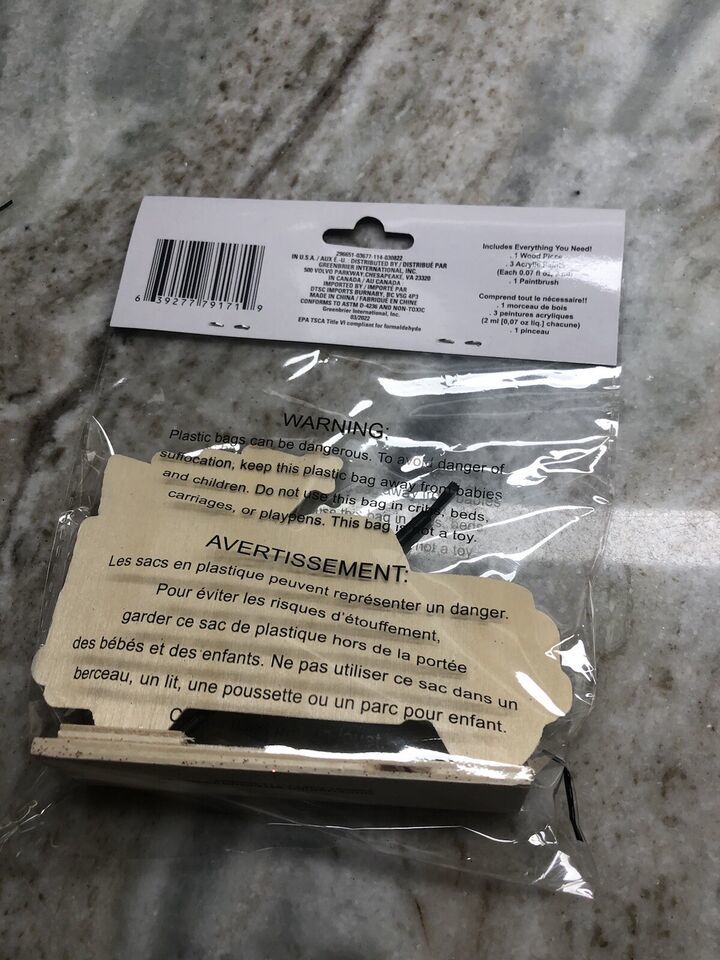 6 39277 79171 9
296651-03677-114-030822
IN U.S.A. / AUX É.-U. : DISTRIBUTED BY / DISTRIBUÉ PAR
GREENBRIER INTERNATIONAL, INC.
500 VOLVO PARKWAY, CHESAPEAKE, VA 23320
IN CANADA / AU CANADA :
IMPORTED BY / IMPORTÉ PAR
DTSC IMPORTS BURNABY, BC V5G 4P3
MADE IN CHINA / FABRIQUÉ EN CHINE
CONFORMS TO ASTM D-4236 AND NON-TOXIC
Greenbrier International, Inc.
03/2022
EPA TSCA Title VI compliant for formaldehyde
Includes Everything You Need!
. 1 Wood Piece
. 3 Acrylic Paints
(Each 0.07 fl oz,
. 1 Paintbrush
Comprend tout le nécessaire!!
. 1 morceau de bois
. 3 peintures acryliques
(2 ml [0,07 oz liq.] chacune)
. 1 pinceau
WARNING:
Plastic bags can be dangerous. To avoid danger of
suffocation, keep this plastic bag away from babies
and children. Do not use this bag in cribs, beds,
carriages, or playpens. This bag is not a toy.
AVERTISSEMENT:
Les sacs en plastique peuvent représenter un danger.
Pour éviter les risques d'étouffement,
garder ce sac de plastique hors de la portée
des bébés et des enfants. Ne pas utiliser ce sac dans un
berceau, un lit, une poussette ou un parc pour enfant.